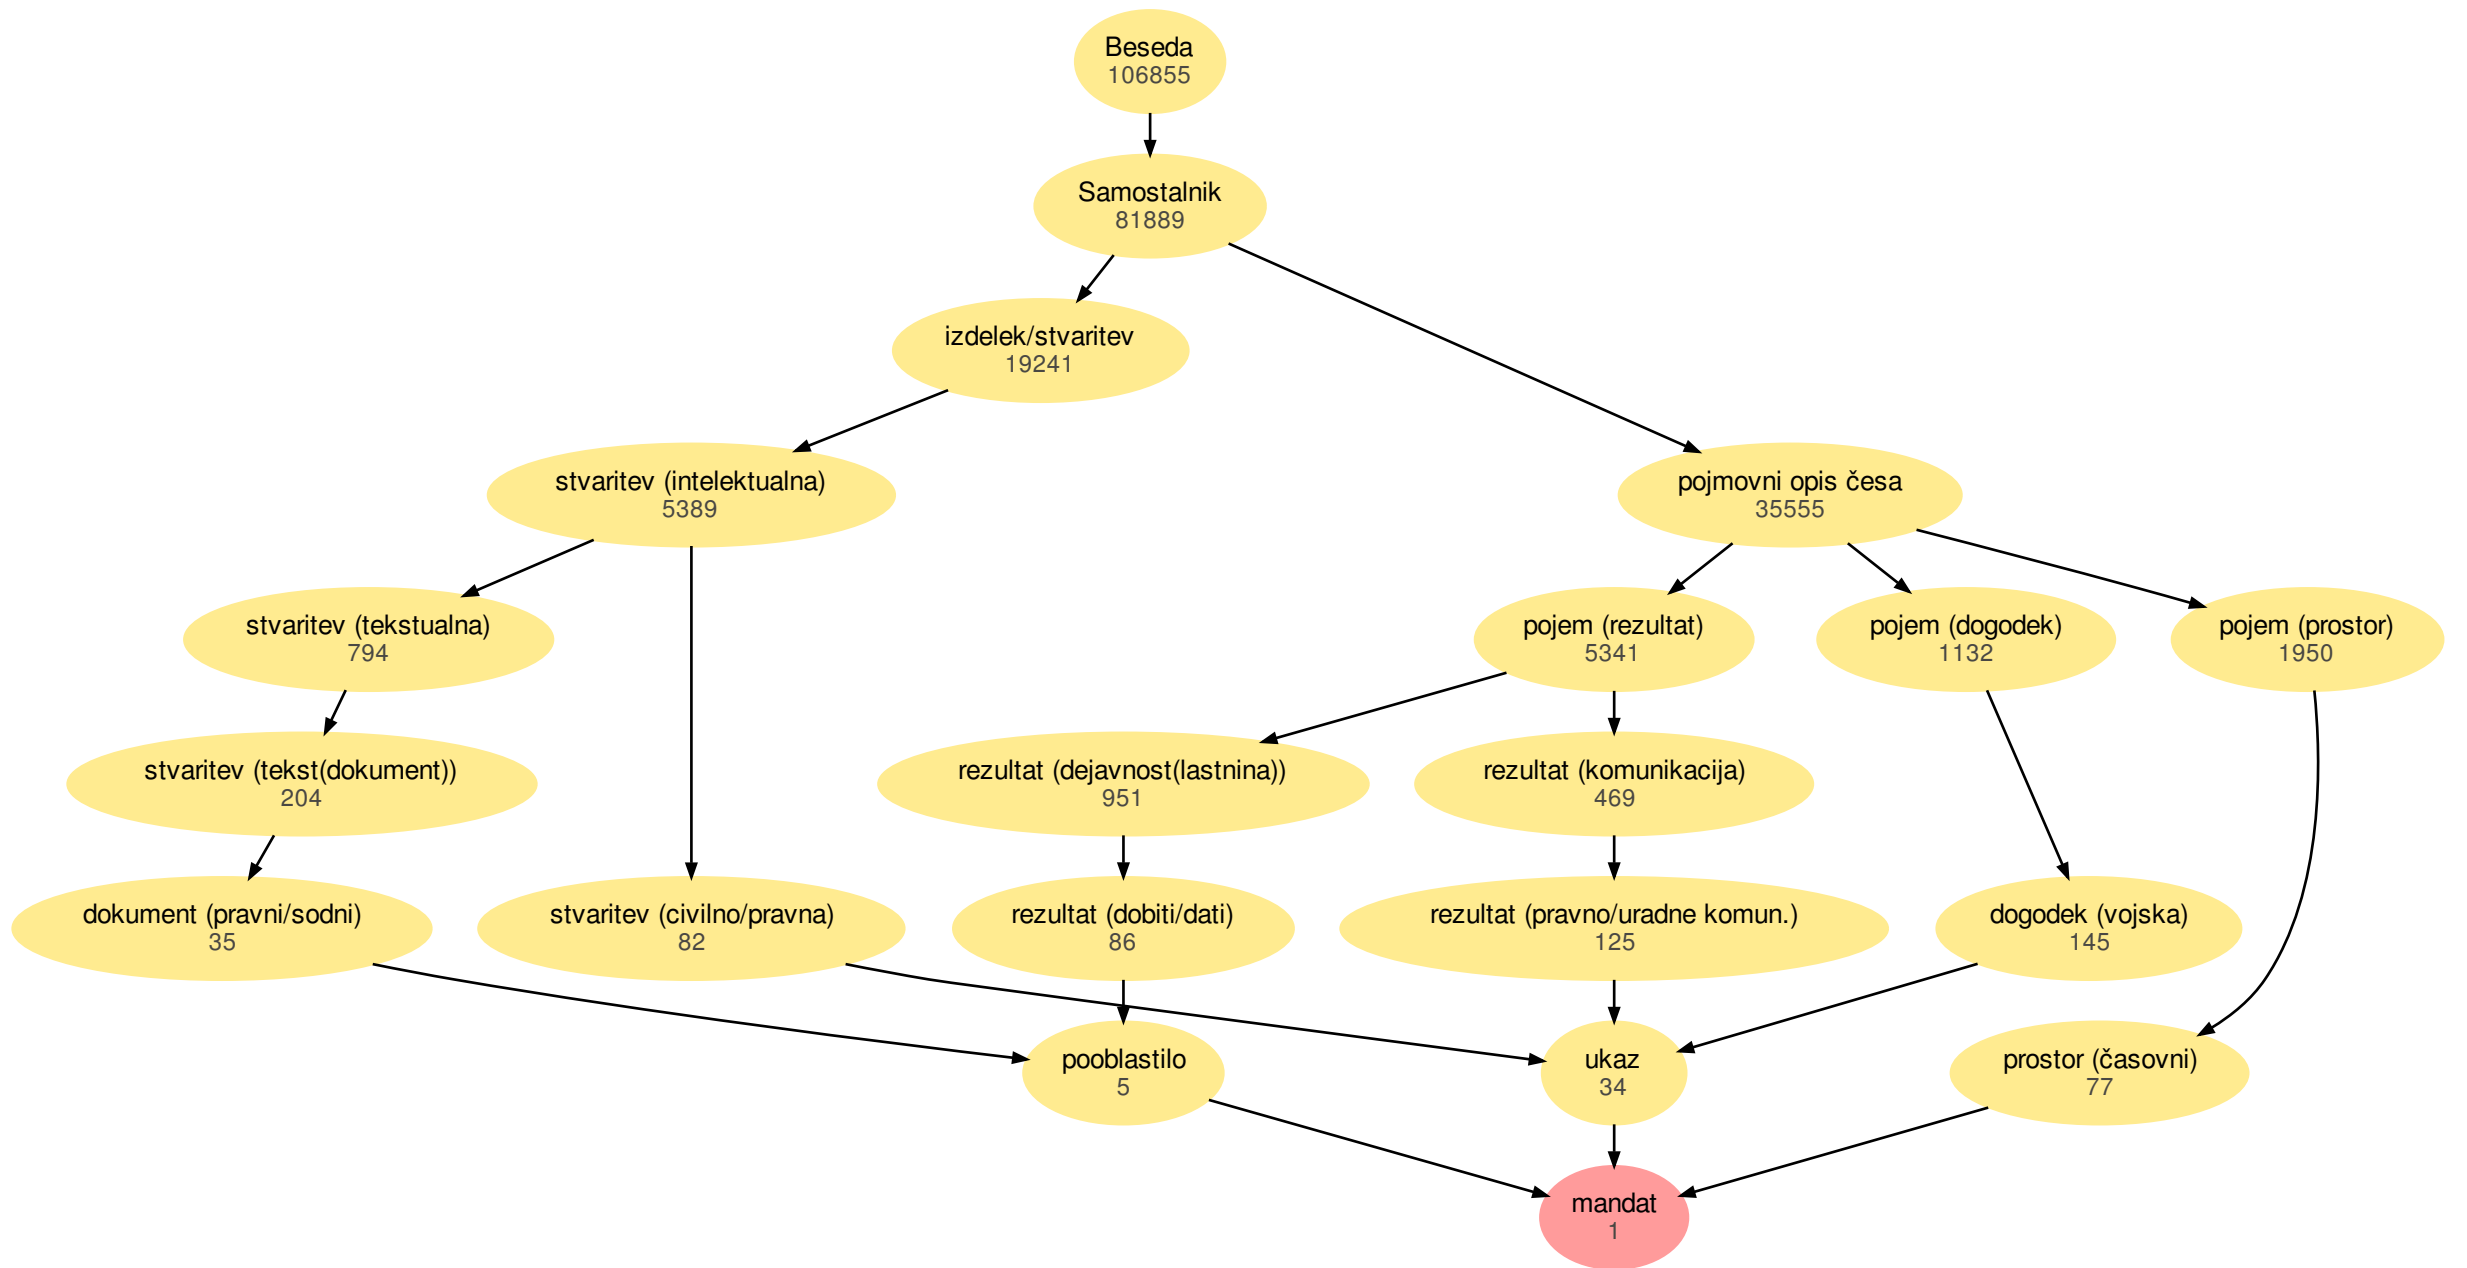 Beseda
106855
Samostalnik
81889
izdelek/stvaritev
19241
stvaritev (intelektualna)
5389
pojmovni opis česa
35555
stvaritev (tekstualna)
794
pojem (rezultat)
5341
pojem (dogodek)
1132
pojem (prostor)
1950
stvaritev (tekst(dokument))
204
rezultat (dejavnost(lastnina))
951
rezultat (komunikacija)
469
dokument (pravni/sodni)
35
stvaritev (civilno/pravna)
82
rezultat (dobiti/dati)
86
rezultat (pravno/uradne komun.)
125
dogodek (vojska)
145
pooblastilo
5
ukaz
34
prostor (časovni)
77
mandat
1